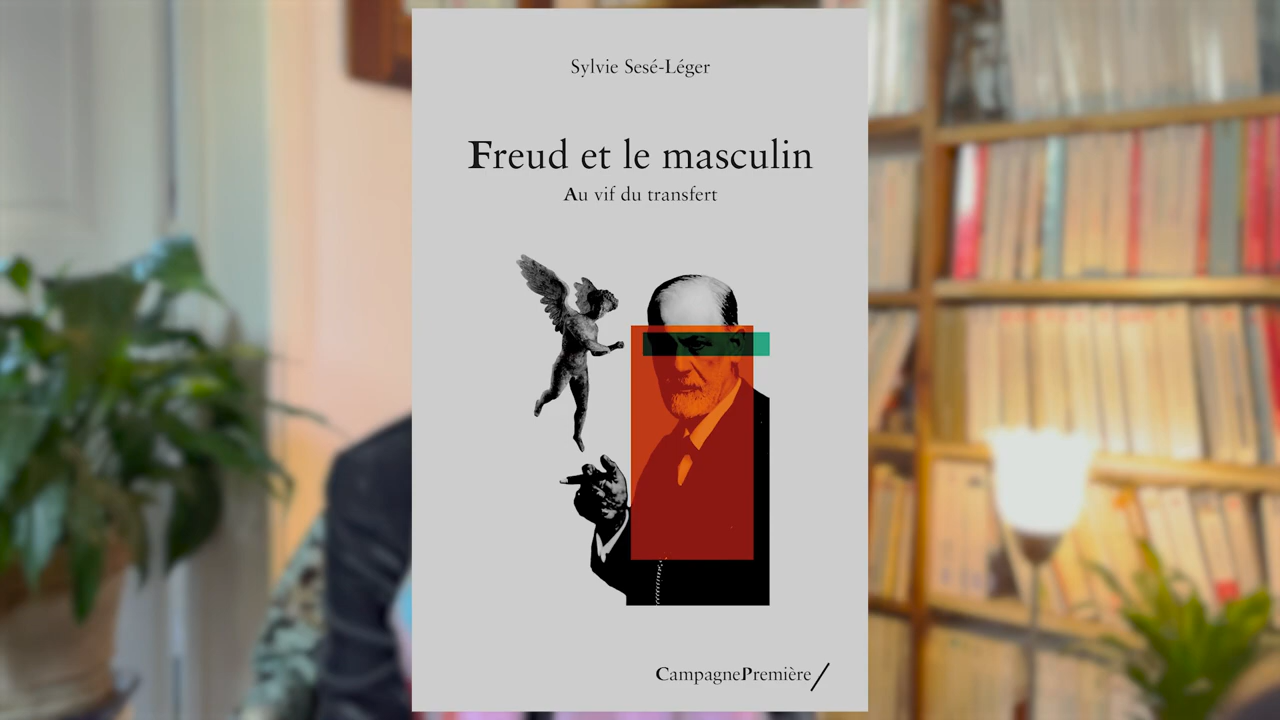 Sylvie Sesé-Léger
Freud et le masculin
Au vif du transfert
CampagnePremière/